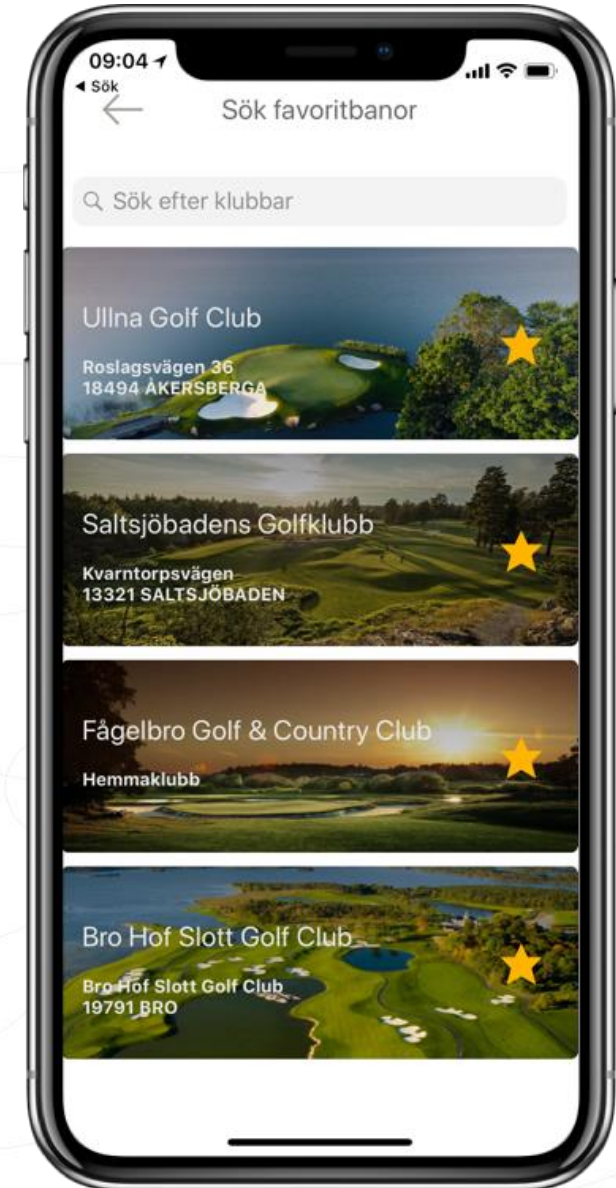 09:04
◀ Sök
Sök favoritbanor
Sök efter klubbar
Ullna Golf Club
Roslagsvägen 36
18494 ÅKERSBERGA
Saltsjöbadens Golfklubb
Kvarntorpsvägen
13321 SALTSJÖBADEN
Fågelbro Golf & Country Club
Hemmaklubb
Bro Hof Slott Golf Club
Bro Hof Slott Golf Club
19791 BRO